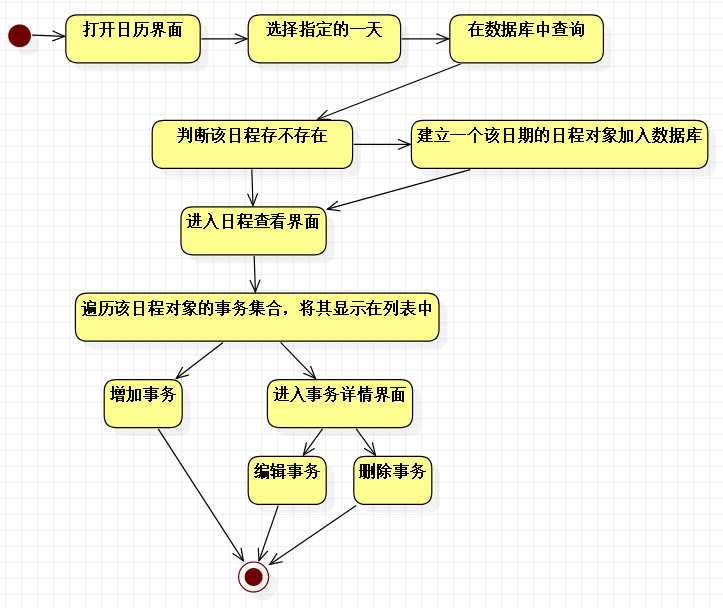 打开日历界面
选择指定的一天
在数据库中查询
判断该日程存不存在
建立一个该日期的日程对象加入数据库
进入日程查看界面
遍历该日程对象的事务集合，将其显示在列表中
增加事务
进入事务详情界面
编辑事务
删除事务